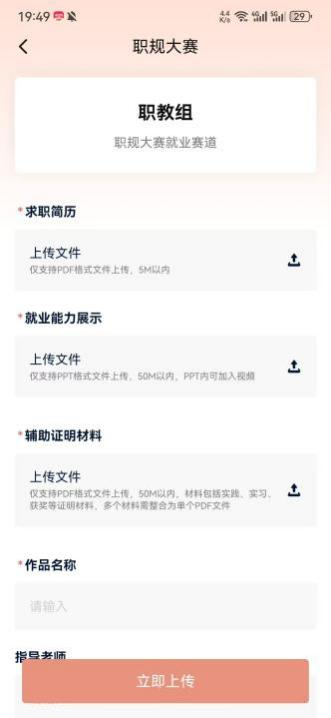 19:49
4.4 K/s 4G 5G 29
职规大赛
职教组
职规大赛就业赛道
*求职简历
上传文件
仅支持PDF格式文件上传，5M以内
*就业能力展示
上传文件
仅支持PPT格式文件上传，50M以内，PPT内可加入视频
*辅助证明材料
上传文件
仅支持PDF格式文件上传，50M以内，材料包括实践、实习、
获奖等证明材料，多个材料需整合为单个PDF文件
*作品名称
请输入
指导老师
立即上传